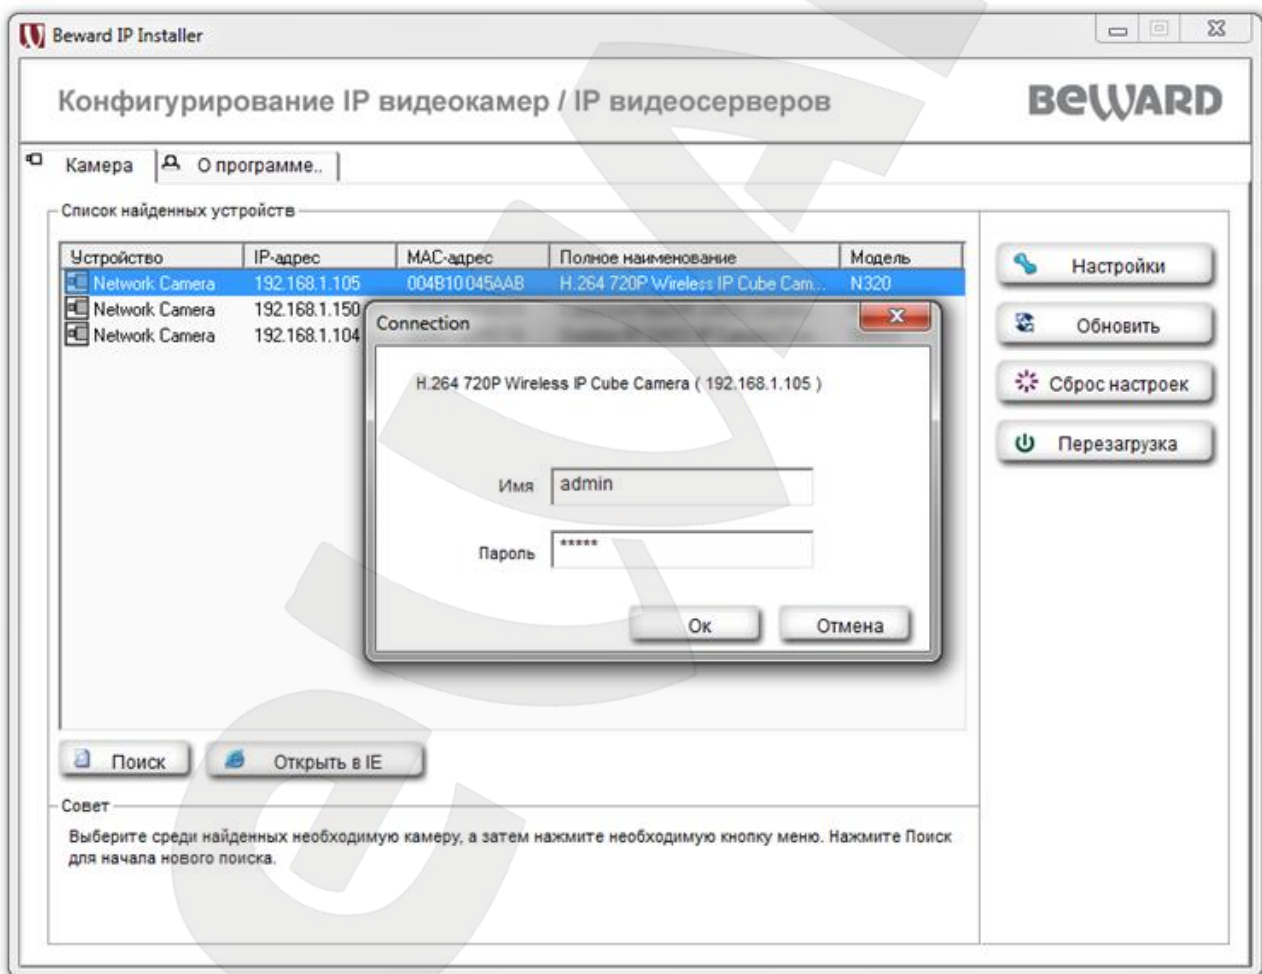 Beward IP Installer
Конфигурирование IP видеокамер / IP видеосерверов
BEWARD
Камера
О программе..
Список найденных устройств
Устройство IP-адрес MAC-адрес Полное наименование Модель
Network Camera 192.168.1.105 004B10045AAB H.264 720P Wireless IP Cube Cam... N320
Network Camera 192.168.1.150
Network Camera 192.168.1.104
Connection
H.264 720P Wireless IP Cube Camera ( 192.168.1.105 )
Имя admin
Пароль *****
Ок Отмена
Настройки
Обновить
Сброс настроек
Перезагрузка
Поиск Открыть в IE
Совет
Выберите среди найденных необходимую камеру, а затем нажмите необходимую кнопку меню. Нажмите Поиск
для начала нового поиска.